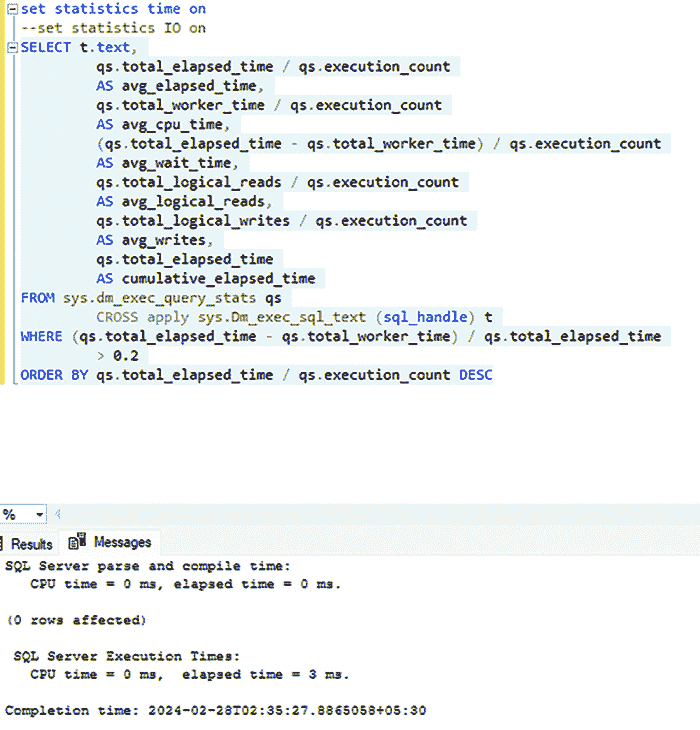 set statistics time on
--set statistics IO on
SELECT t.text,
qs.total_elapsed_time / qs.execution_count
AS avg_elapsed_time,
qs.total_worker_time / qs.execution_count
AS avg_cpu_time,
(qs.total_elapsed_time - qs.total_worker_time) / qs.execution_count
AS avg_wait_time,
qs.total_logical_reads / qs.execution_count
AS avg_logical_reads,
qs.total_logical_writes / qs.execution_count
AS avg_writes,
qs.total_elapsed_time
AS cumulative_elapsed_time
FROM sys.dm_exec_query_stats qs
CROSS apply sys.Dm_exec_sql_text (sql_handle) t
WHERE (qs.total_elapsed_time - qs.total_worker_time) / qs.total_elapsed_time
> 0.2
ORDER BY qs.total_elapsed_time / qs.execution_count DESC
%
Results Messages
SQL Server parse and compile time:
CPU time = 0 ms, elapsed time = 0 ms.
(0 rows affected)
SQL Server Execution Times:
CPU time = 0 ms, elapsed time = 3 ms.
Completion time: 2024-02-28T02:35:27.8865058+05:30